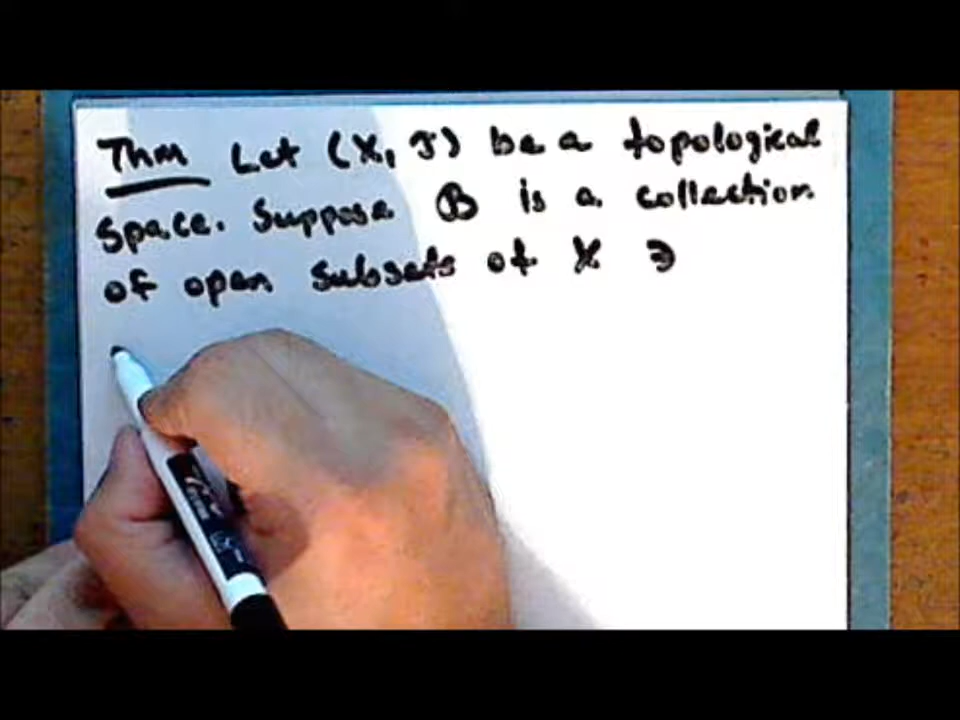 Thm Let (X, J) be a topological
space. Suppose B is a collection
of open subsets of X ∋